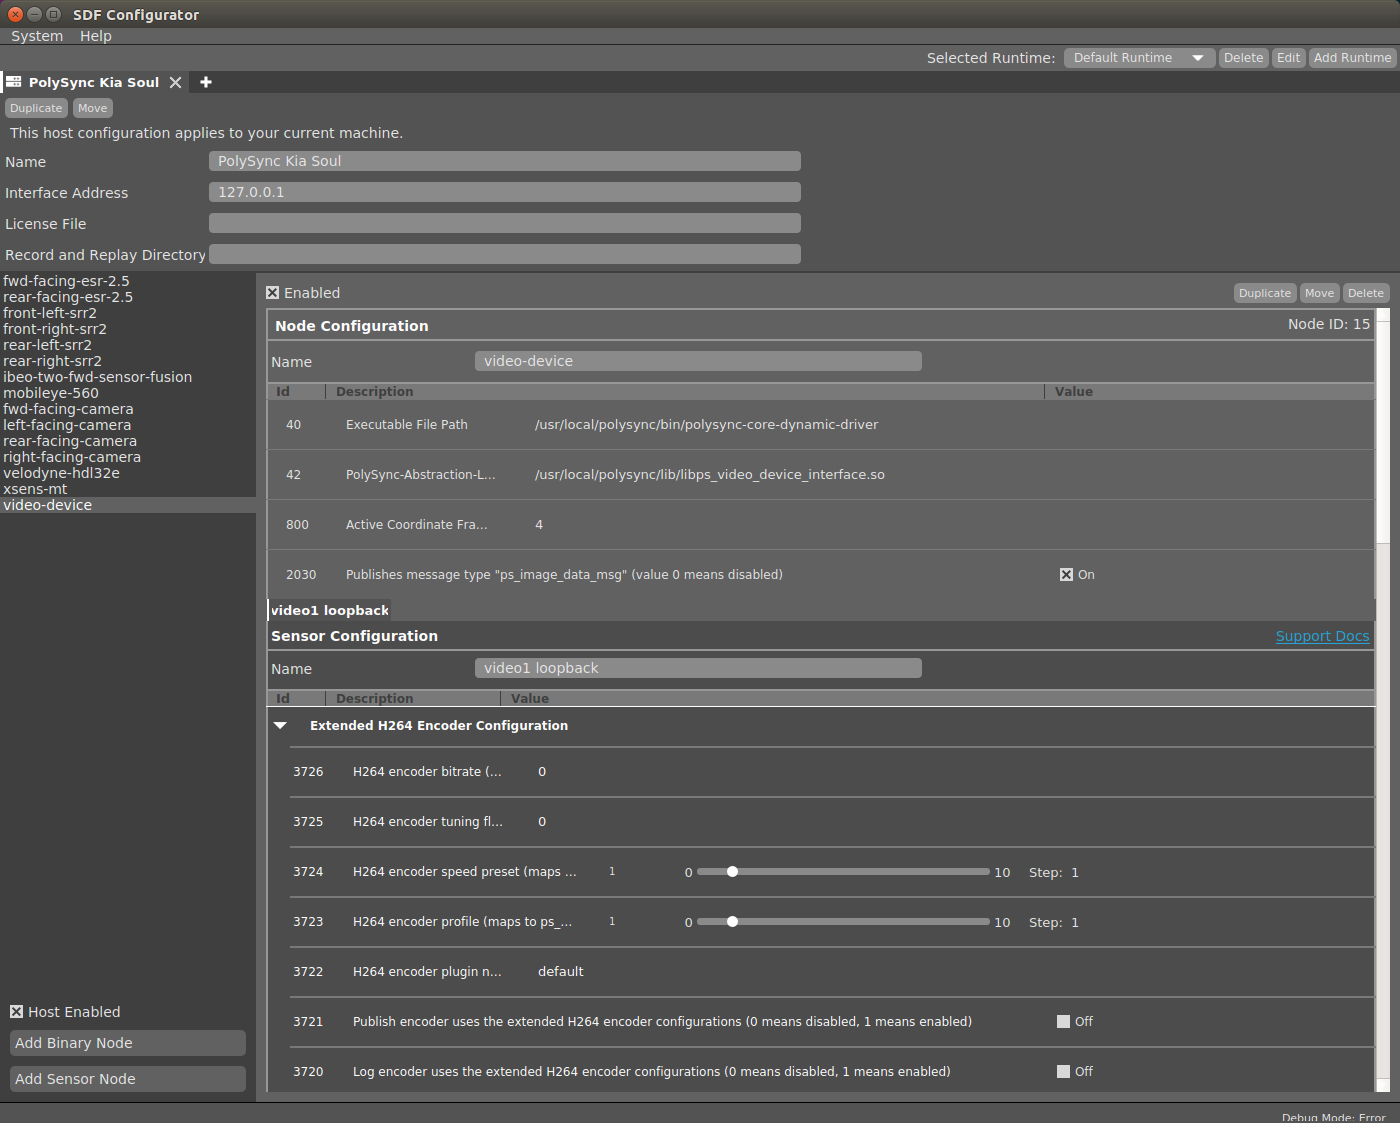 SDF Configurator
System Help
Selected Runtime: Default Runtime Delete Edit Add Runtime
PolySync Kia Soul
Duplicate Move
This host configuration applies to your current machine.
Name PolySync Kia Soul
Interface Address 127.0.0.1
License File
Record and Replay Directory
fwd-facing-esr-2.5
rear-facing-esr-2.5
front-left-srr2
front-right-srr2
rear-left-srr2
rear-right-srr2
ibeo-two-fwd-sensor-fusion
mobileye-560
fwd-facing-camera
left-facing-camera
rear-facing-camera
right-facing-camera
velodyne-hdl32e
xsens-mt
video-device
Host Enabled
Add Binary Node
Add Sensor Node
Enabled Duplicate Move Delete
Node Configuration Node ID: 15
Name video-device
Id Description Value
40 Executable File Path /usr/local/polysync/bin/polysync-core-dynamic-driver
42 PolySync-Abstraction-L... /usr/local/polysync/lib/libps_video_device_interface.so
800 Active Coordinate Fra... 4
2030 Publishes message type "ps_image_data_msg" (value 0 means disabled) On
video1 loopback
Sensor Configuration Support Docs
Name video1 loopback
Id Description Value
Extended H264 Encoder Configuration
3726 H264 encoder bitrate (... 0
3725 H264 encoder tuning fl... 0
3724 H264 encoder speed preset (maps ... 1 0 10 Step: 1
3723 H264 encoder profile (maps to ps_... 1 0 10 Step: 1
3722 H264 encoder plugin n... default
3721 Publish encoder uses the extended H264 encoder configurations (0 means disabled, 1 means enabled) Off
3720 Log encoder uses the extended H264 encoder configurations (0 means disabled, 1 means enabled) Off
Debug Mode: Error